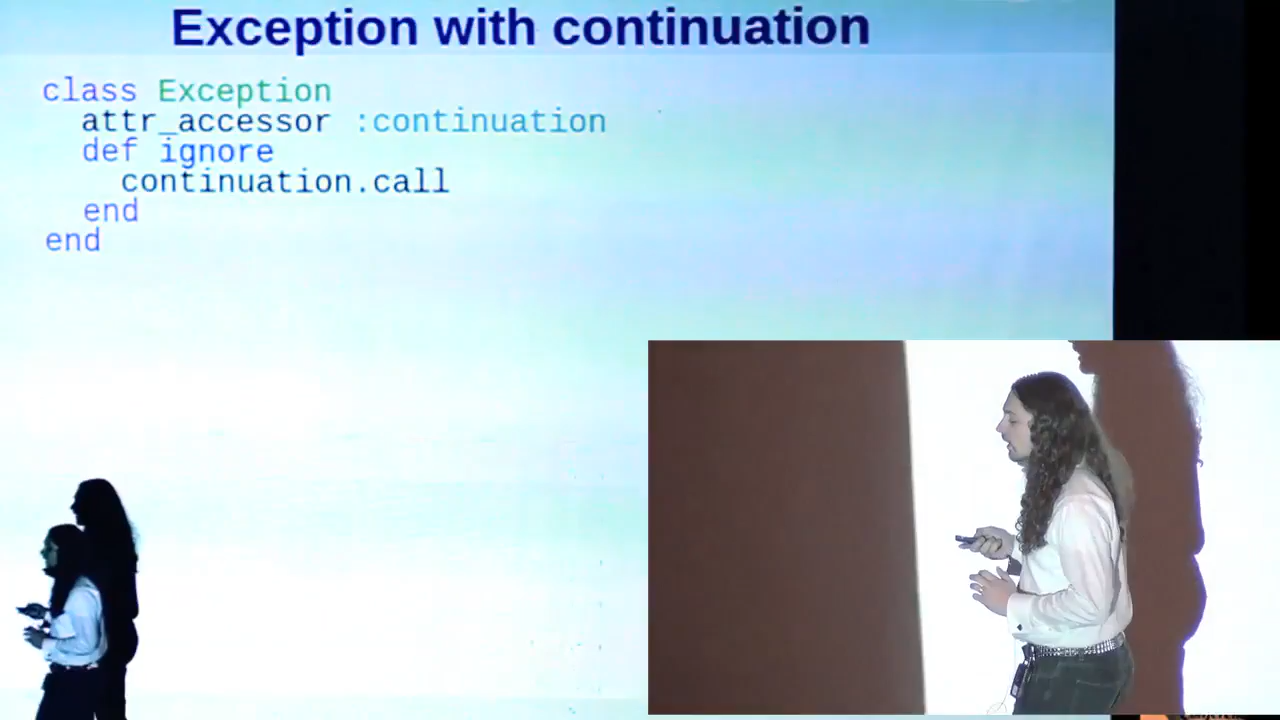 Exception with continuation
class Exception
attr_accessor :continuation
def ignore
continuation.call
end
end